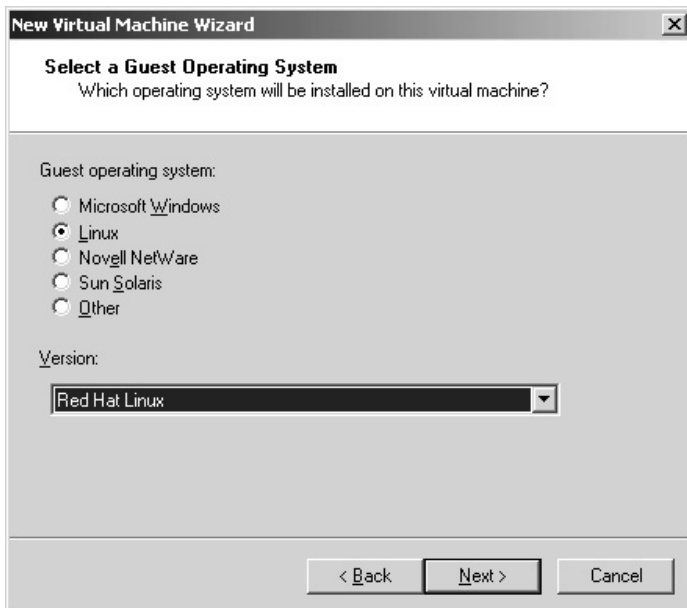 New Virtual Machine Wizard
Select a Guest Operating System
Which operating system will be installed on this virtual machine?
Guest operating system:
Microsoft Windows
Linux
Novell NetWare
Sun Solaris
Other
Version:
Red Hat Linux
< Back Next > Cancel